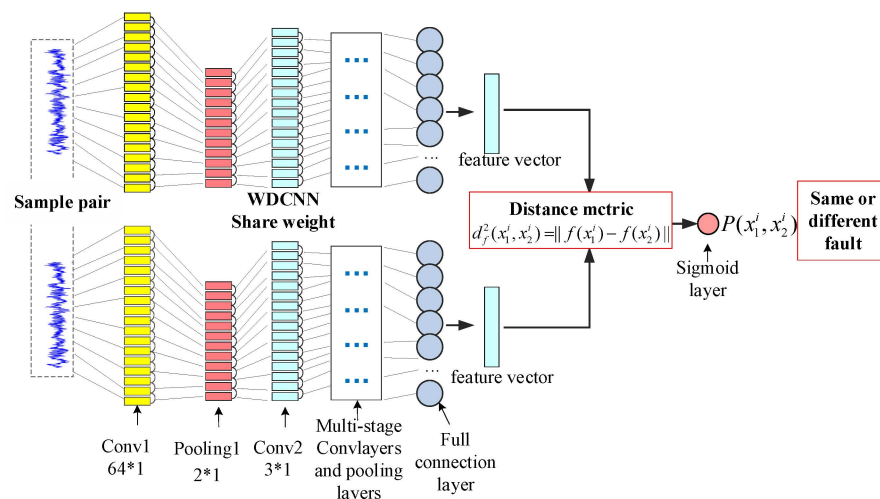 ...
feature vector
Sample pair
WDCNN
Share weight
Distance mctric
d_f^2(x_1^i, x_2^i)=|| f(x_1^i) − f(x_2^i) ||
P(x_1^i, x_2^i)
Same or
different
fault
Sigmoid
layer
...
feature vector
Conv1
64*1
Pooling1
2*1
Conv2
3*1
Multi-stage
Convlayers
and pooling
layers
Full
connection
layer